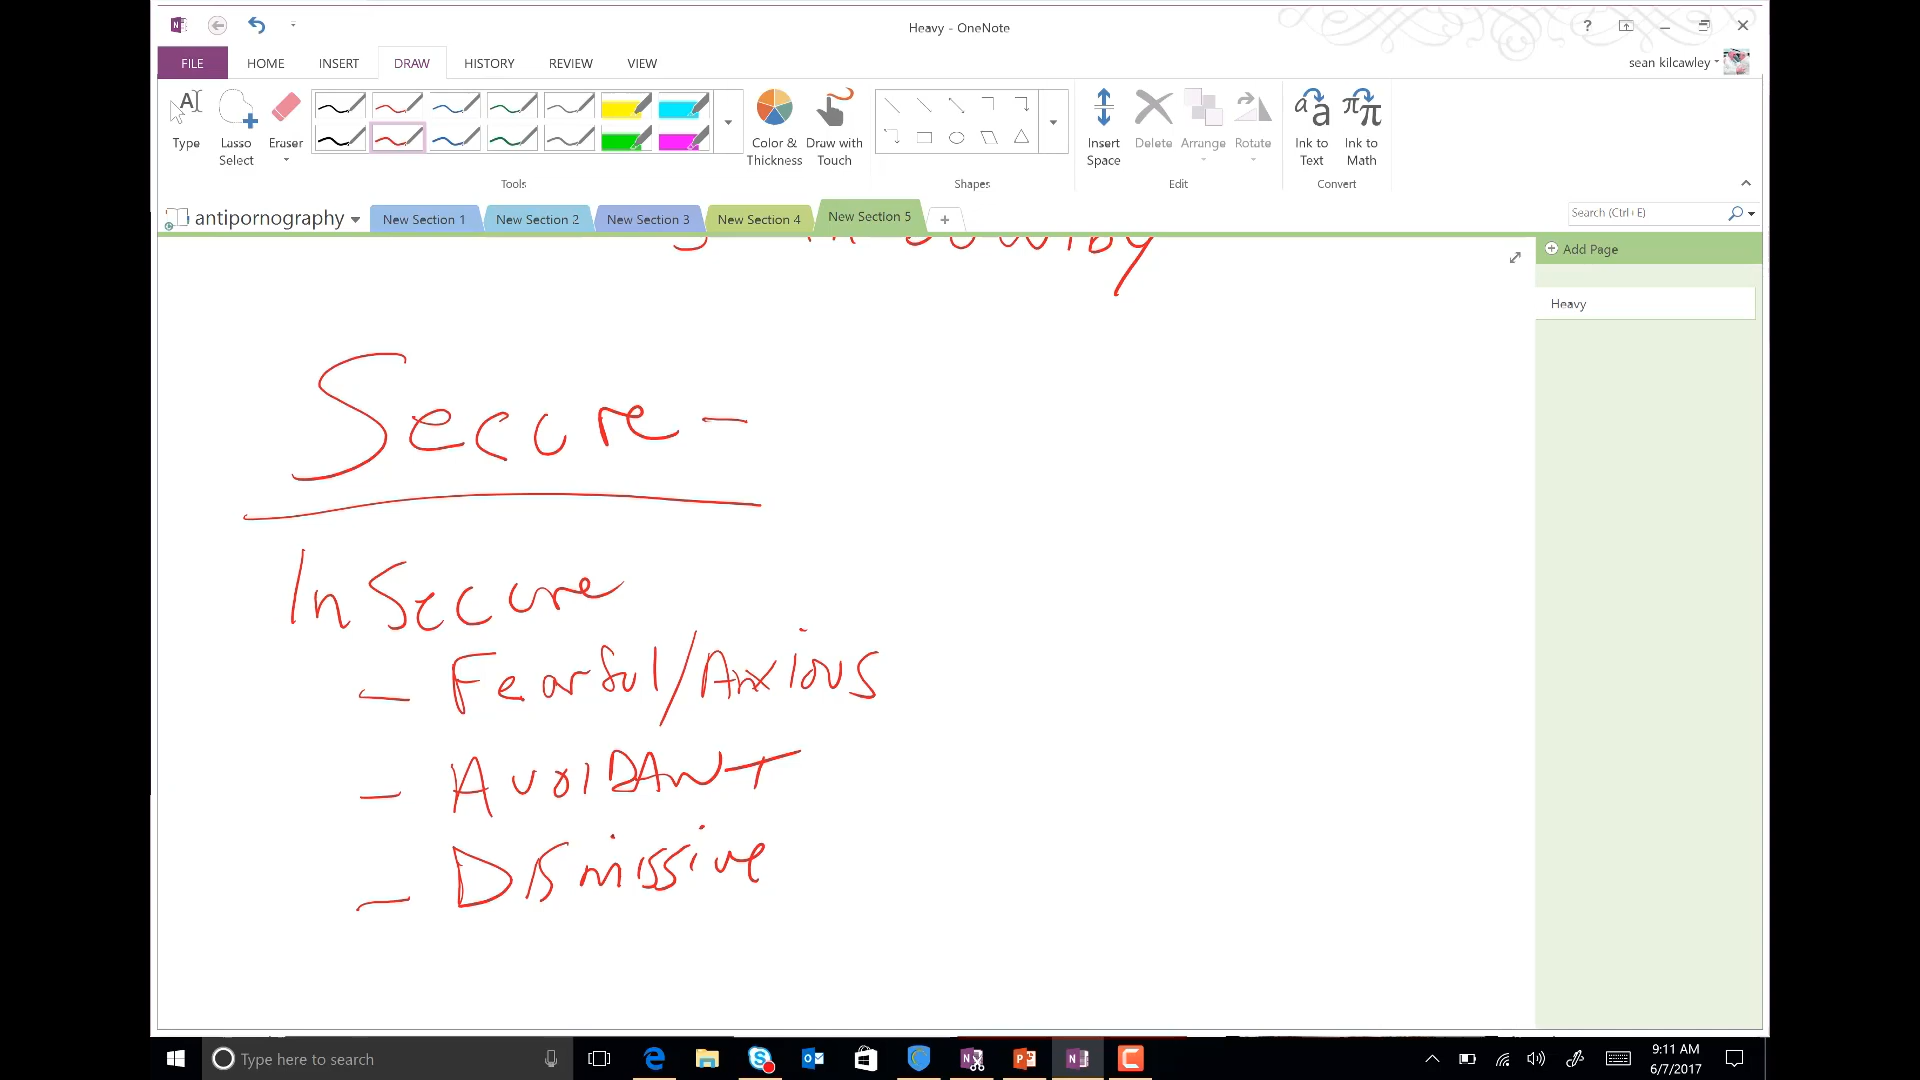 Heavy - OneNote
?
FILE HOME INSERT DRAW HISTORY REVIEW VIEW
sean kilcawley
Type Lasso Select Eraser Color & Thickness Draw with Touch Insert Space Delete Arrange Rotate Ink to Text Ink to Math
Tools Shapes Edit Convert
antipornography New Section 1 New Section 2 New Section 3 New Section 4 New Section 5 +
Search (Ctrl+E)
Add Page
Heavy
Bowlby
Secure -
InSecure
- Fearful/Anxious
- AvoiDANT
- Dismissive
Type here to search
9:11 AM
6/7/2017